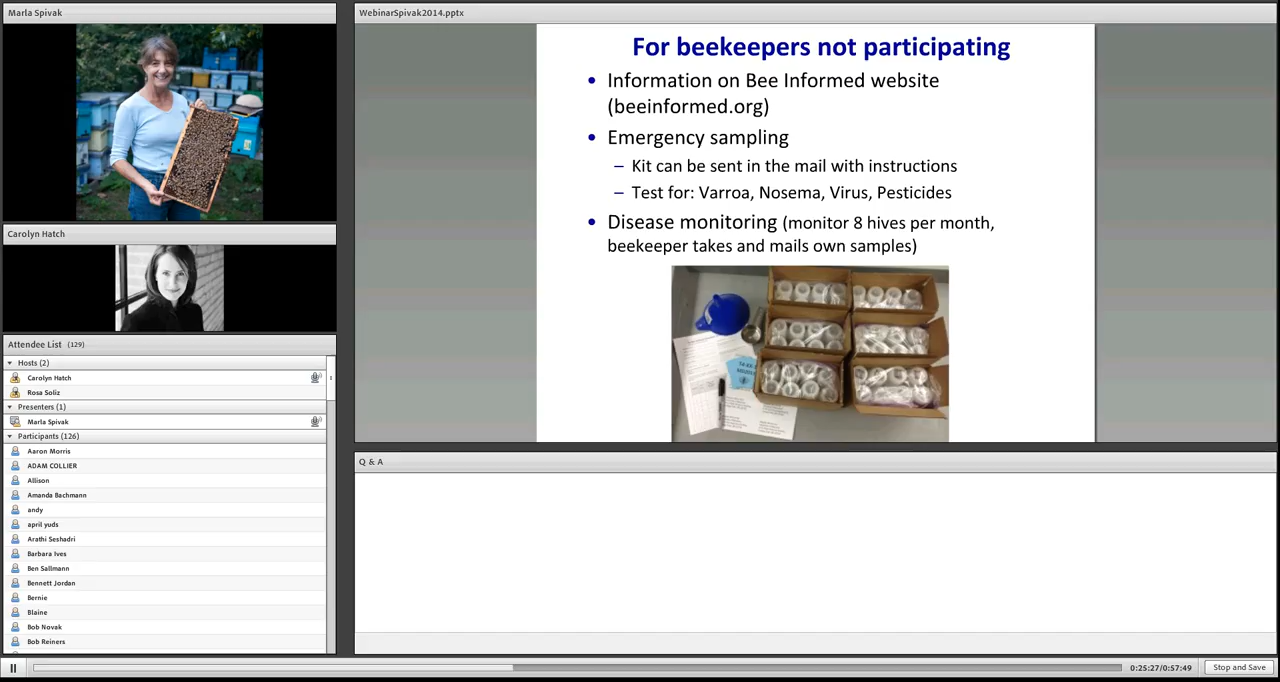 Marla Spivak
Carolyn Hatch
Attendee List (129)
Hosts (2)
Carolyn Hatch
Rosa Soliz
Presenters (1)
Marla Spivak
Participants (126)
Aaron Morris
ADAM COLLIER
Allison
Amanda Bachmann
andy
april yuds
Arathi Seshadri
Barbara Ives
Ben Sallmann
Bennett Jordan
Bernie
Blaine
Bob Novak
Bob Reiners
WebinarSpivak2014.pptx
For beekeepers not participating
• Information on Bee Informed website
(beeinformed.org)
• Emergency sampling
– Kit can be sent in the mail with instructions
– Test for: Varroa, Nosema, Virus, Pesticides
• Disease monitoring (monitor 8 hives per month,
beekeeper takes and mails own samples)
Q & A
0:25:27/0:57:49
Stop and Save